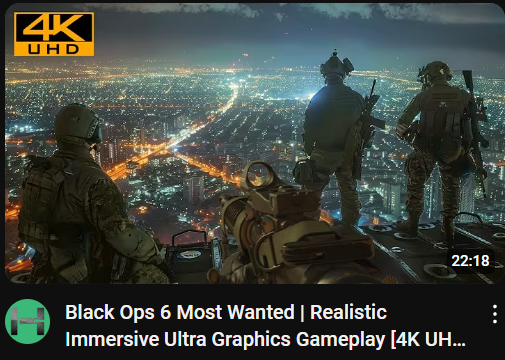 4K
UHD
22:18
Black Ops 6 Most Wanted | Realistic
Immersive Ultra Graphics Gameplay [4K UH...